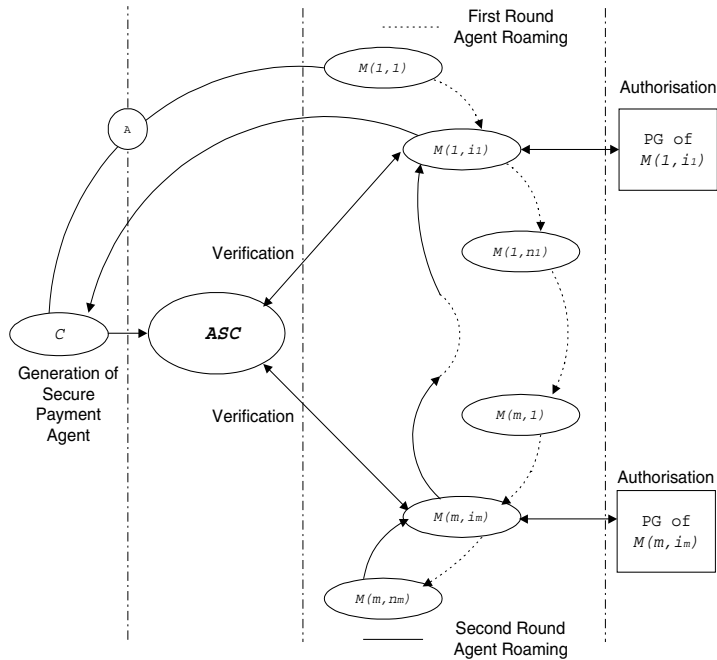 First Round
Agent Roaming
M(1,1)
Authorisation
A
PG of
M(1,i1)
M(1,i1)
Verification
M(1,n1)
C
ASC
Generation of
Secure
Payment
Agent
Verification
M(m,1)
Authorisation
M(m,im)
PG of
M(m,im)
M(m,nm)
Second Round
Agent Roaming